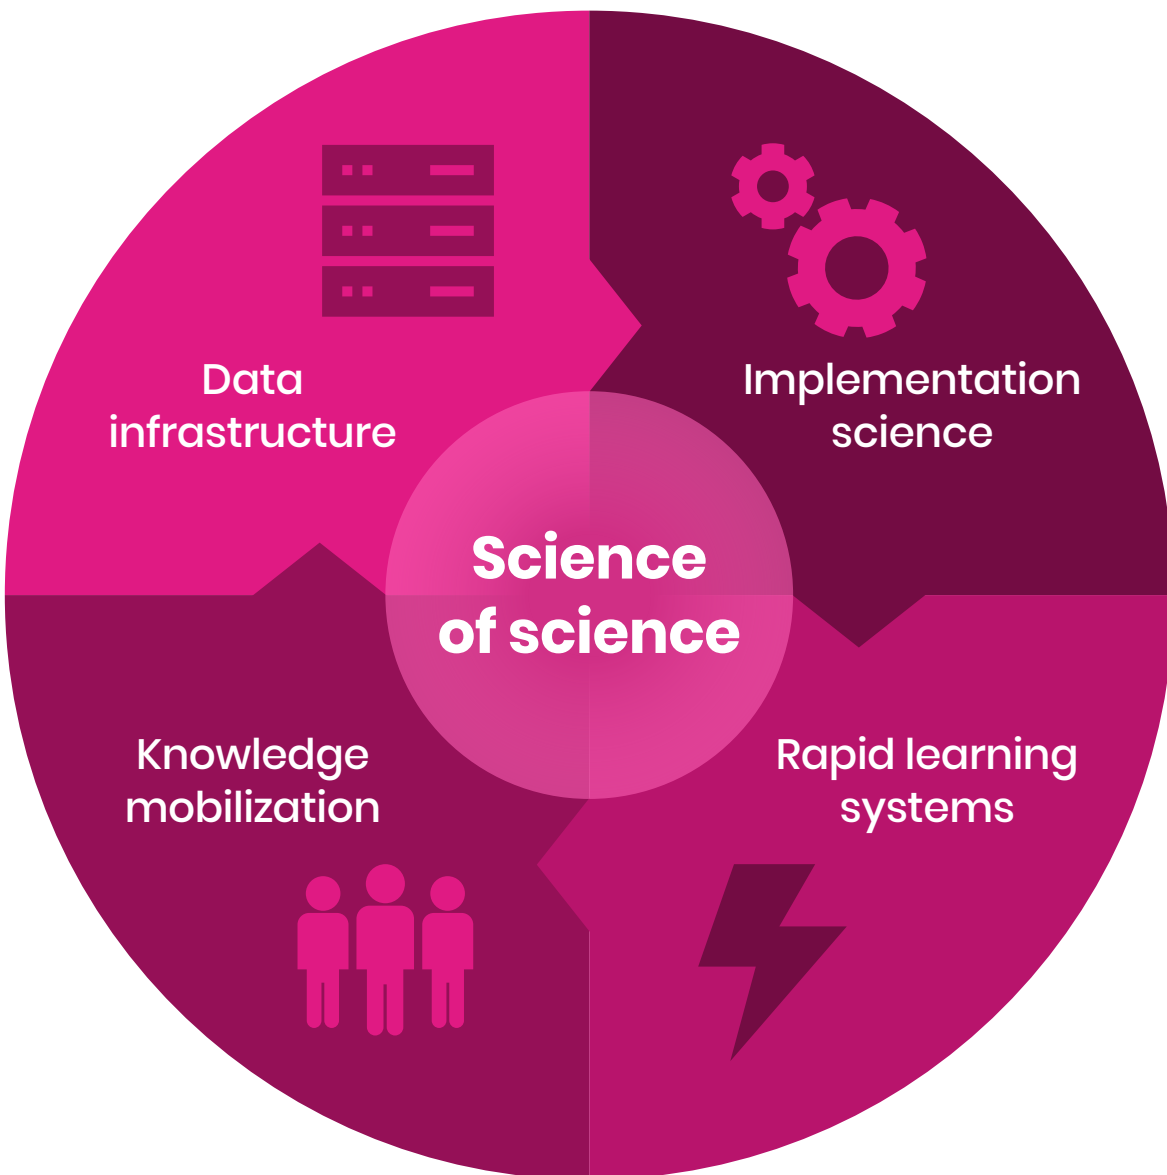 Data
infrastructure
Implementation
science
Science
of science
Knowledge
mobilization
Rapid learning
systems